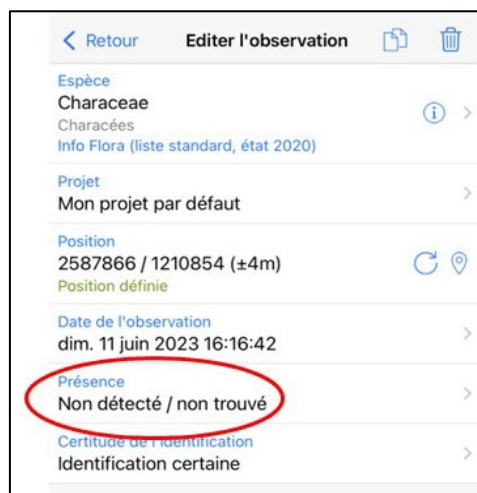 Retour Editer l'observation
Espèce
Characeae
Characées
Info Flora (liste standard, état 2020)
Projet
Mon projet par défaut
Position
2587866 / 1210854 (±4m)
Position définie
Date de l'observation
dim. 11 juin 2023 16:16:42
Présence
Non détecté / non trouvé
Certitude de l'identification
Identification certaine